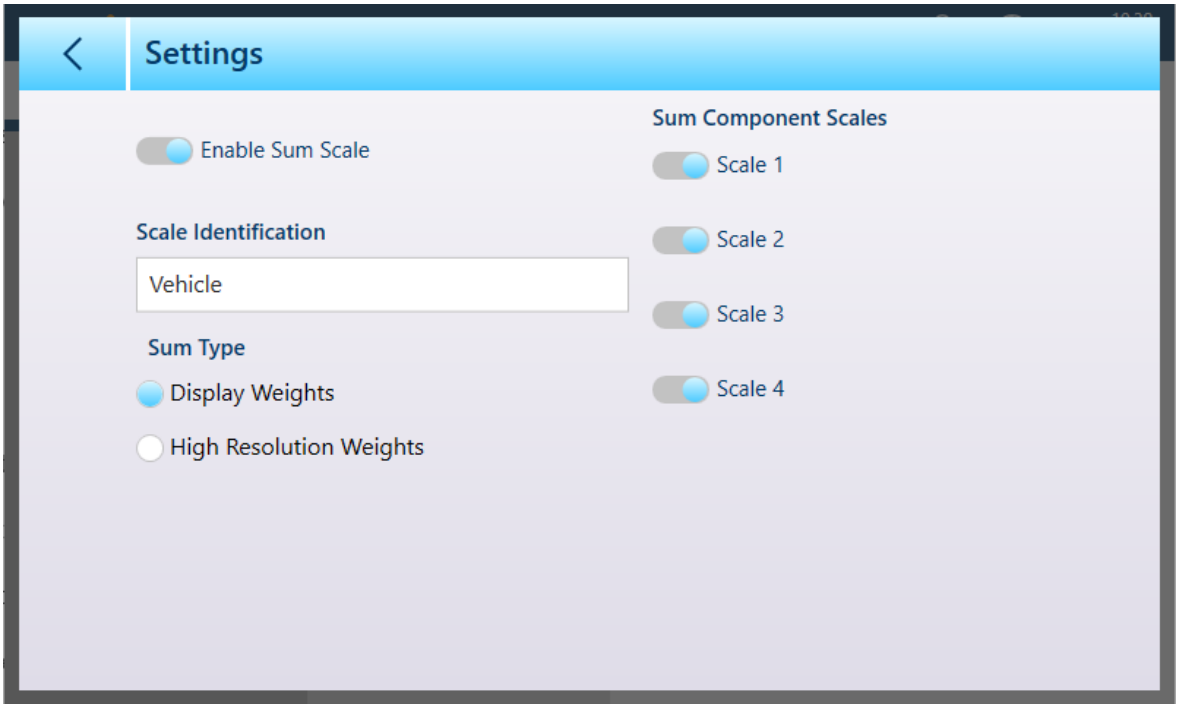 Settings
Enable Sum Scale
Scale Identification
Vehicle
Sum Type
Display Weights
High Resolution Weights
Sum Component Scales
Scale 1
Scale 2
Scale 3
Scale 4